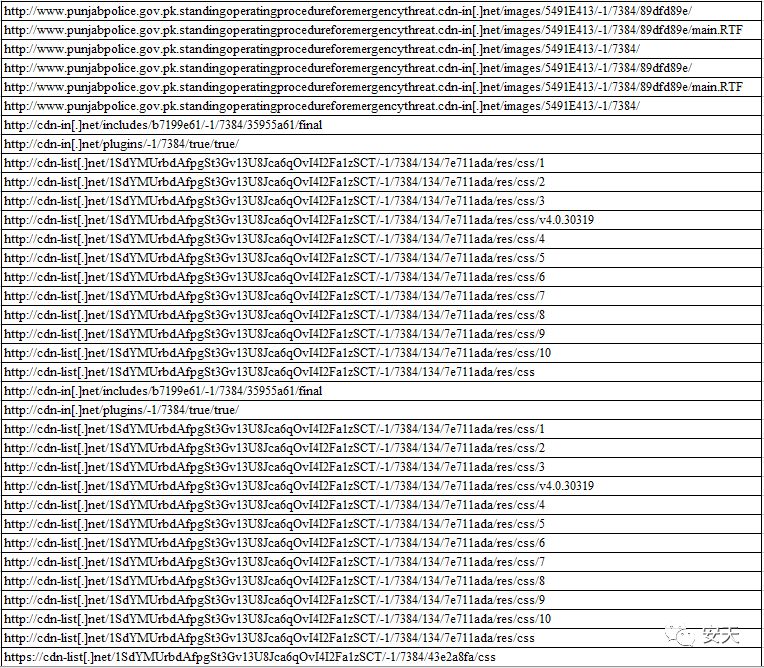 http://www.punjabpolice.gov.pk.standingoperatingprocedureforemergencythreat.cdn-in[.]net/images/5491E413/-1/7384/89dfd89e/
http://www.punjabpolice.gov.pk.standingoperatingprocedureforemergencythreat.cdn-in[.]net/images/5491E413/-1/7384/89dfd89e/main.RTF
http://www.punjabpolice.gov.pk.standingoperatingprocedureforemergencythreat.cdn-in[.]net/images/5491E413/-1/7384/
http://www.punjabpolice.gov.pk.standingoperatingprocedureforemergencythreat.cdn-in[.]net/images/5491E413/-1/7384/89dfd89e/
http://www.punjabpolice.gov.pk.standingoperatingprocedureforemergencythreat.cdn-in[.]net/images/5491E413/-1/7384/89dfd89e/main.RTF
http://www.punjabpolice.gov.pk.standingoperatingprocedureforemergencythreat.cdn-in[.]net/images/5491E413/-1/7384/
http://cdn-in[.]net/includes/b7199e61/-1/7384/35955a61/final
http://cdn-in[.]net/plugins/-1/7384/true/true/
http://cdn-list[.]net/1SdYMUrbdAfpgSt3Gv13U8Jca6qOvI4I2Fa1zSCT/-1/7384/134/7e711ada/res/css/1
http://cdn-list[.]net/1SdYMUrbdAfpgSt3Gv13U8Jca6qOvI4I2Fa1zSCT/-1/7384/134/7e711ada/res/css/2
http://cdn-list[.]net/1SdYMUrbdAfpgSt3Gv13U8Jca6qOvI4I2Fa1zSCT/-1/7384/134/7e711ada/res/css/3
http://cdn-list[.]net/1SdYMUrbdAfpgSt3Gv13U8Jca6qOvI4I2Fa1zSCT/-1/7384/134/7e711ada/res/css/v4.0.30319
http://cdn-list[.]net/1SdYMUrbdAfpgSt3Gv13U8Jca6qOvI4I2Fa1zSCT/-1/7384/134/7e711ada/res/css/4
http://cdn-list[.]net/1SdYMUrbdAfpgSt3Gv13U8Jca6qOvI4I2Fa1zSCT/-1/7384/134/7e711ada/res/css/5
http://cdn-list[.]net/1SdYMUrbdAfpgSt3Gv13U8Jca6qOvI4I2Fa1zSCT/-1/7384/134/7e711ada/res/css/6
http://cdn-list[.]net/1SdYMUrbdAfpgSt3Gv13U8Jca6qOvI4I2Fa1zSCT/-1/7384/134/7e711ada/res/css/7
http://cdn-list[.]net/1SdYMUrbdAfpgSt3Gv13U8Jca6qOvI4I2Fa1zSCT/-1/7384/134/7e711ada/res/css/8
http://cdn-list[.]net/1SdYMUrbdAfpgSt3Gv13U8Jca6qOvI4I2Fa1zSCT/-1/7384/134/7e711ada/res/css/9
http://cdn-list[.]net/1SdYMUrbdAfpgSt3Gv13U8Jca6qOvI4I2Fa1zSCT/-1/7384/134/7e711ada/res/css/10
http://cdn-list[.]net/1SdYMUrbdAfpgSt3Gv13U8Jca6qOvI4I2Fa1zSCT/-1/7384/134/7e711ada/res/css
http://cdn-in[.]net/includes/b7199e61/-1/7384/35955a61/final
http://cdn-in[.]net/plugins/-1/7384/true/true/
http://cdn-list[.]net/1SdYMUrbdAfpgSt3Gv13U8Jca6qOvI4I2Fa1zSCT/-1/7384/134/7e711ada/res/css/1
http://cdn-list[.]net/1SdYMUrbdAfpgSt3Gv13U8Jca6qOvI4I2Fa1zSCT/-1/7384/134/7e711ada/res/css/2
http://cdn-list[.]net/1SdYMUrbdAfpgSt3Gv13U8Jca6qOvI4I2Fa1zSCT/-1/7384/134/7e711ada/res/css/3
http://cdn-list[.]net/1SdYMUrbdAfpgSt3Gv13U8Jca6qOvI4I2Fa1zSCT/-1/7384/134/7e711ada/res/css/v4.0.30319
http://cdn-list[.]net/1SdYMUrbdAfpgSt3Gv13U8Jca6qOvI4I2Fa1zSCT/-1/7384/134/7e711ada/res/css/4
http://cdn-list[.]net/1SdYMUrbdAfpgSt3Gv13U8Jca6qOvI4I2Fa1zSCT/-1/7384/134/7e711ada/res/css/5
http://cdn-list[.]net/1SdYMUrbdAfpgSt3Gv13U8Jca6qOvI4I2Fa1zSCT/-1/7384/134/7e711ada/res/css/6
http://cdn-list[.]net/1SdYMUrbdAfpgSt3Gv13U8Jca6qOvI4I2Fa1zSCT/-1/7384/134/7e711ada/res/css/7
http://cdn-list[.]net/1SdYMUrbdAfpgSt3Gv13U8Jca6qOvI4I2Fa1zSCT/-1/7384/134/7e711ada/res/css/8
http://cdn-list[.]net/1SdYMUrbdAfpgSt3Gv13U8Jca6qOvI4I2Fa1zSCT/-1/7384/134/7e711ada/res/css/9
http://cdn-list[.]net/1SdYMUrbdAfpgSt3Gv13U8Jca6qOvI4I2Fa1zSCT/-1/7384/134/7e711ada/res/css/10
http://cdn-list[.]net/1SdYMUrbdAfpgSt3Gv13U8Jca6qOvI4I2Fa1zSCT/-1/7384/134/7e711ada/res/css
https://cdn-list[.]net/1SdYMUrbdAfpgSt3Gv13U8Jca6qOvI4I2Fa1zSCT/-1/7384/43e2a8fa/css
安天